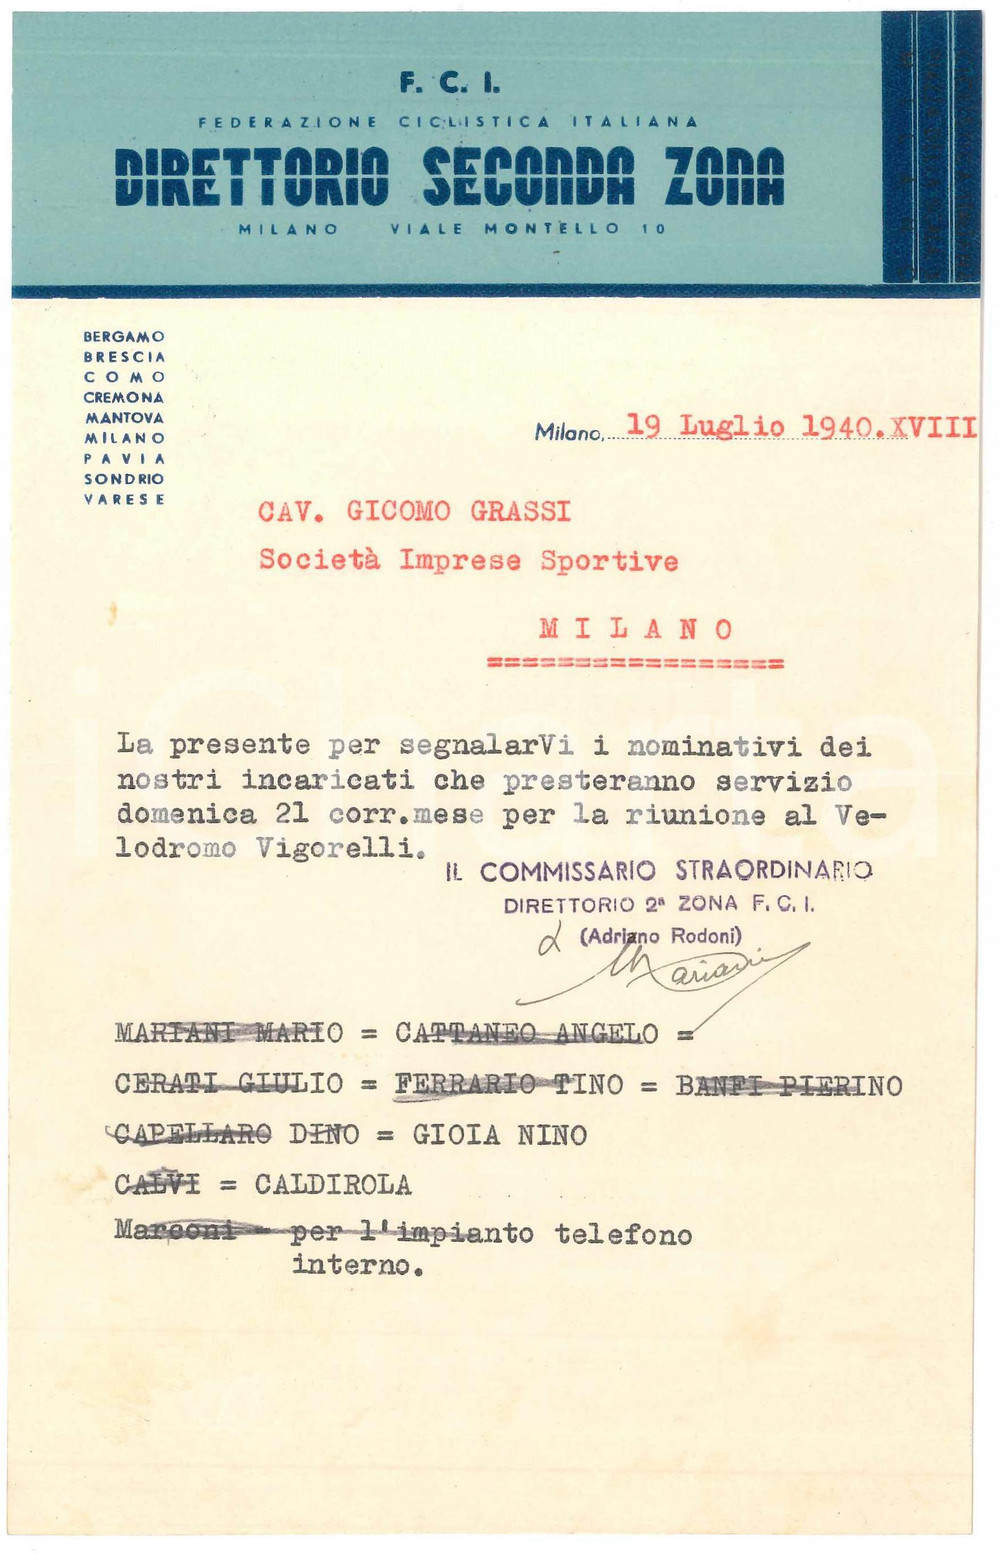 F. C. I.
FEDERAZIONE CICLISTICA ITALIANA
DIRETTORIO SECONDA ZONA
MILANO VIALE MONTELLO 10
BERGAMO
BRESCIA
COMO
CREMONA
MANTOVA
MILANO
PAVIA
SONDRIO
VARESE
Milano, 19 Luglio 1940.XVIII
CAV. GICOMO GRASSI
Società Imprese Sportive
M I L A N O
=================
La presente per segnalarVi i nominativi dei
nostri incaricati che presteranno servizio
domenica 21 corr.mese per la riunione al Ve-
lodromo Vigorelli.
IL COMMISSARIO STRAORDINARIO
DIRETTORIO 2ª ZONA F. C. I.
(Adriano Rodoni)
Mariani
MARIANI MARIO = CATTANEO ANGELO =
CERATI GIULIO = FERRARIO TINO = BANFI PIERINO
CAPELLARO DINO = GIOIA NINO
CALVI = CALDIROLA
Marconi - per l'impianto telefono
interno.
iCharta